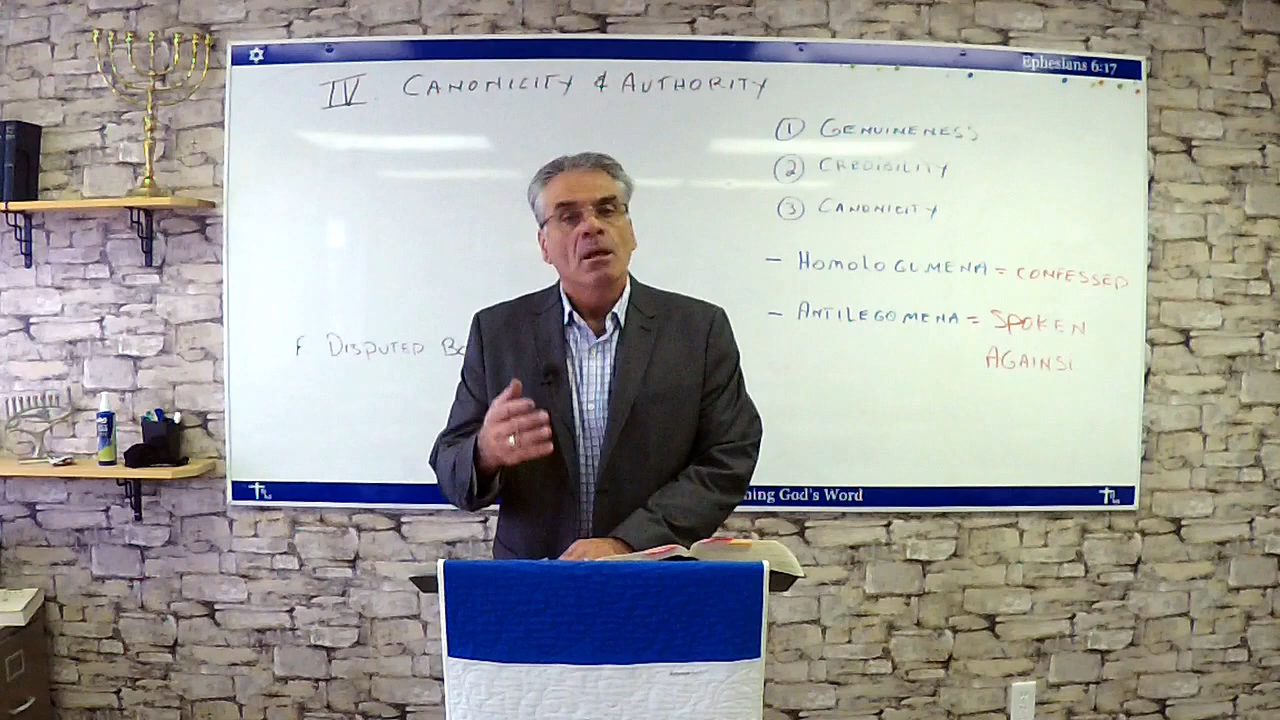 Ephesians 6:17
IV CANONICITY & AUTHORITY
① GENUINENESS
② CREDIBILITY
③ CANONICITY
- HOMOLOGUMENA = CONFESSED
- ANTILEGOMENA = SPOKEN
AGAINST
F DISPUTED
God's Word